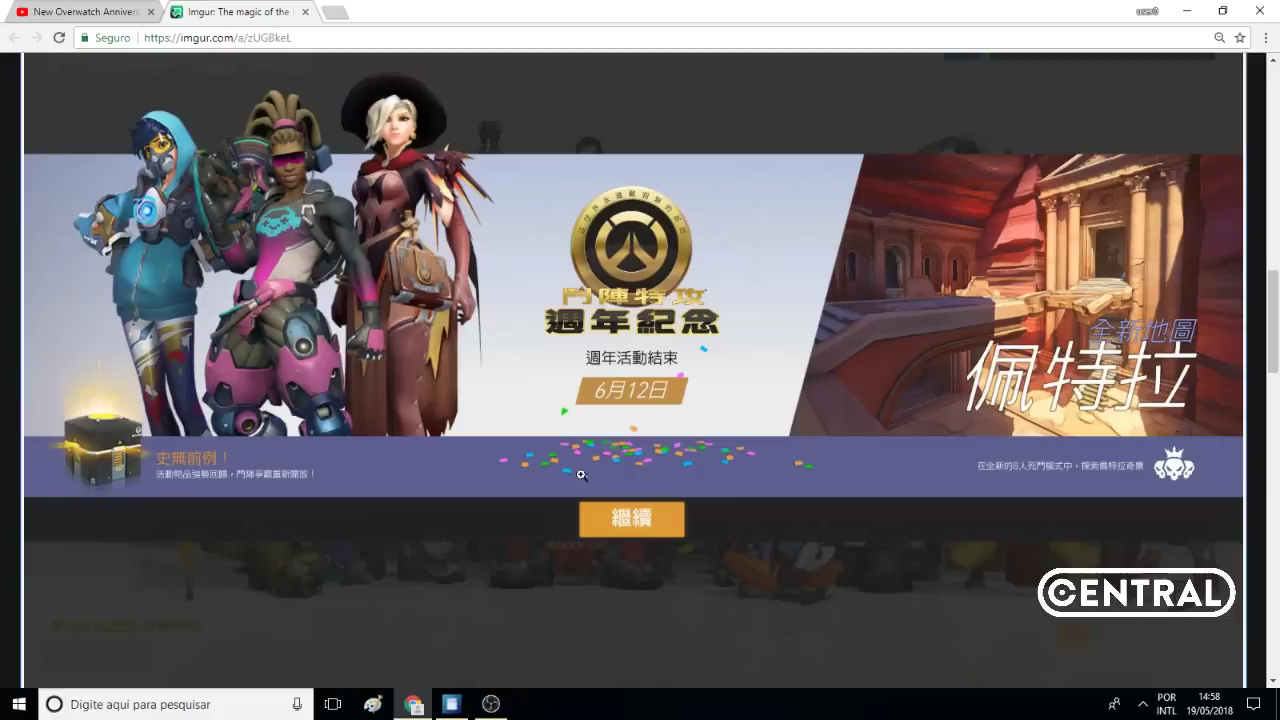 New Overwatch Anniver
Imgur: The magic of the
user0
Seguro
https://imgur.com/a/zUGBkeL
鬥陣特攻
週年紀念
週年活動結束
6月12日
全新地圖
佩特拉
史無前例！
活動物品強勢回歸，鬥陣爭霸重新開放！
在全新的8人死鬥模式中，探索佩特拉奇景
繼續
CENTRAL
Digite aqui para pesquisar
POR
INTL
14:58
19/05/2018